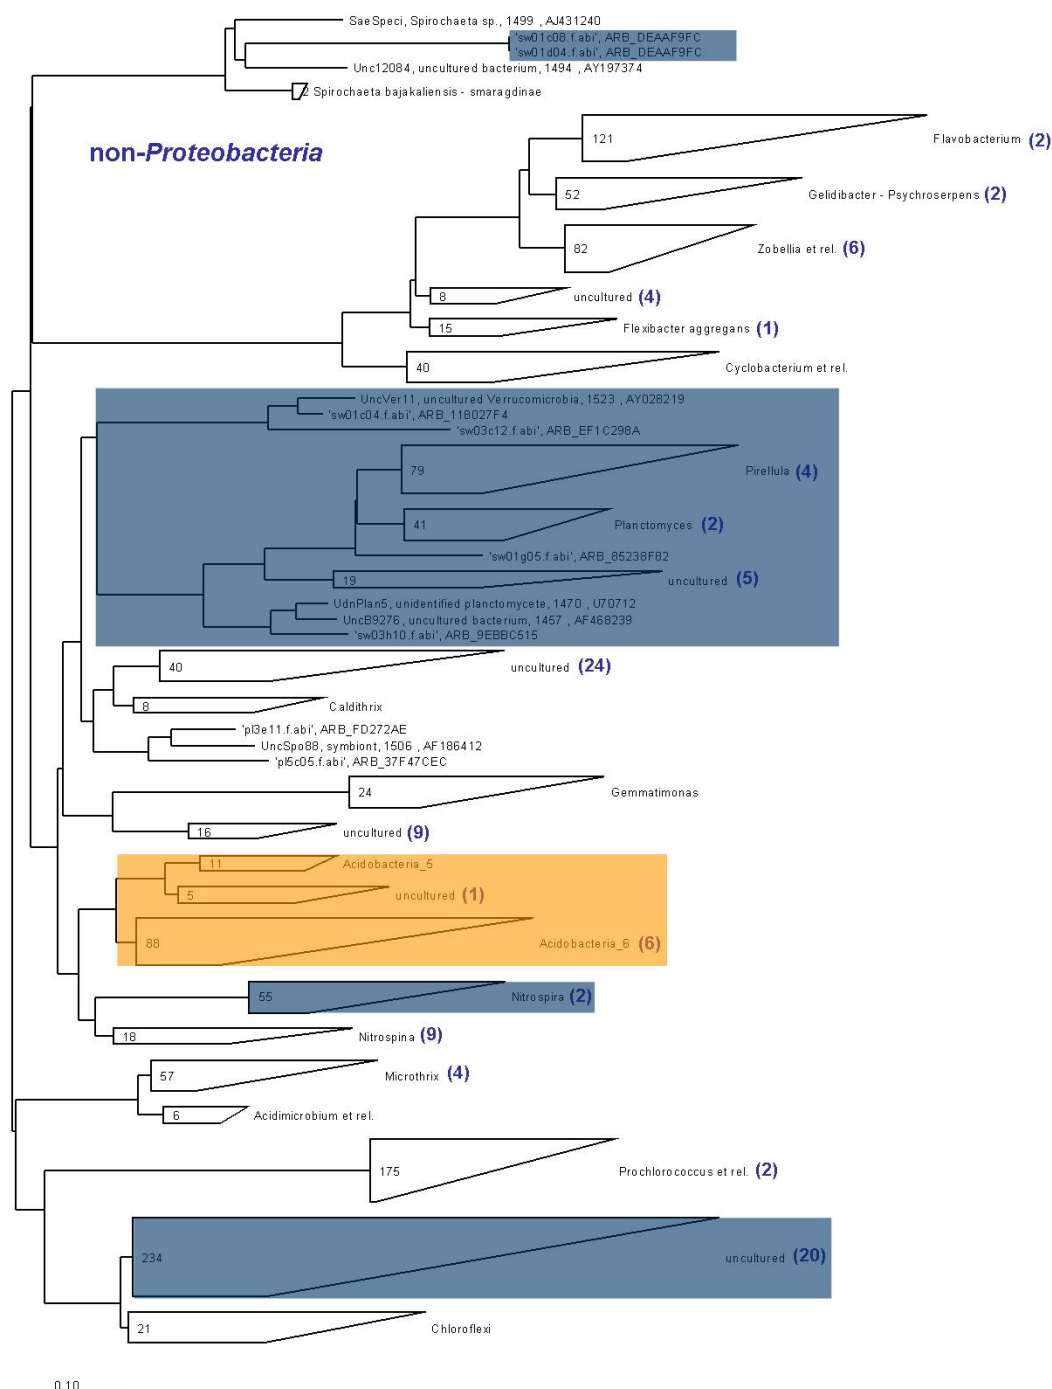 SaeSpeci, Spirochaeta sp., 1499 , AJ431240
'sw01c08.f.abi', ARB_DEAAF9FC
'sw01d04.f.abi', ARB_DEAAF9FC
Unc12084, uncultured bacterium, 1494 , AY197374
2 Spirochaeta bajakaliensis - smaragdinae
non-Proteobacteria
121 Flavobacterium (2)
52 Gelidibacter - Psychroserpens (2)
82 Zobellia et rel. (6)
8 uncultured (4)
15 Flexibacter aggregans (1)
40 Cyclobacterium et rel.
UncVer11, uncultured Verrucomicrobia, 1523 , AY028219
'sw01c04.f.abi', ARB_118027F4
'sw03c12.f.abi', ARB_EF1C298A
79 Pirellula (4)
41 Planctomyces (2)
'sw01g05.f.abi', ARB_85238F82
19 uncultured (5)
UdnPlan5, unidentified planctomycete, 1470 , U70712
UncB9276, uncultured bacterium, 1457 , AF468239
'sw03h10.f.abi', ARB_9EBBC515
40 uncultured (24)
8 Caldithrix
'pl3e11.f.abi', ARB_FD272AE
UncSpo88, symbiont, 1506 , AF186412
'pl5c05.f.abi', ARB_37F47CEC
24 Gemmatimonas
16 uncultured (9)
11 Acidobacteria_5
5 uncultured (1)
88 Acidobacteria_6 (6)
55 Nitrospira (2)
18 Nitrospina (9)
57 Microthrix (4)
6 Acidimicrobium et rel.
175 Prochlorococcus et rel. (2)
234 uncultured (20)
21 Chloroflexi
0.10